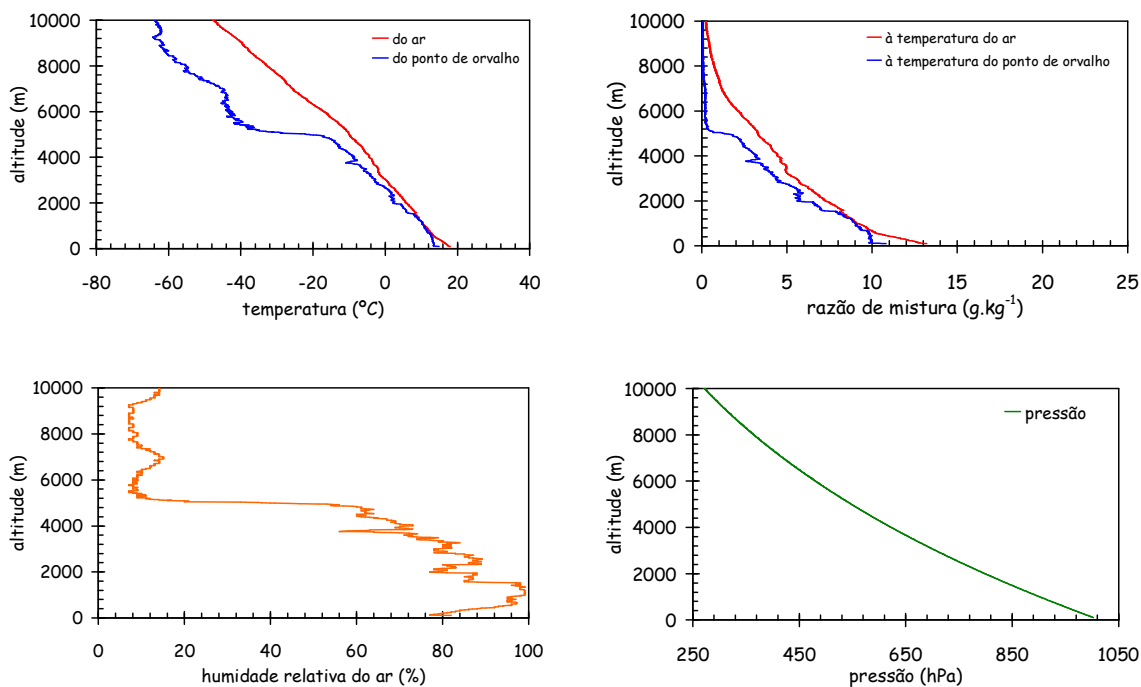 10000
8000
6000
4000
2000
0
altitude (m)
do ar
do ponto de orvalho
-80 -60 -40 -20 0 20 40
temperatura (ºC)
10000
8000
6000
4000
2000
0
altitude (m)
à temperatura do ar
à temperatura do ponto de orvalho
0 5 10 15 20 25
razão de mistura (g.kg-1)
10000
8000
6000
4000
2000
0
altitude (m)
0 20 40 60 80 100
humidade relativa do ar (%)
10000
8000
6000
4000
2000
0
altitude (m)
pressão
250 450 650 850 1050
pressão (hPa)